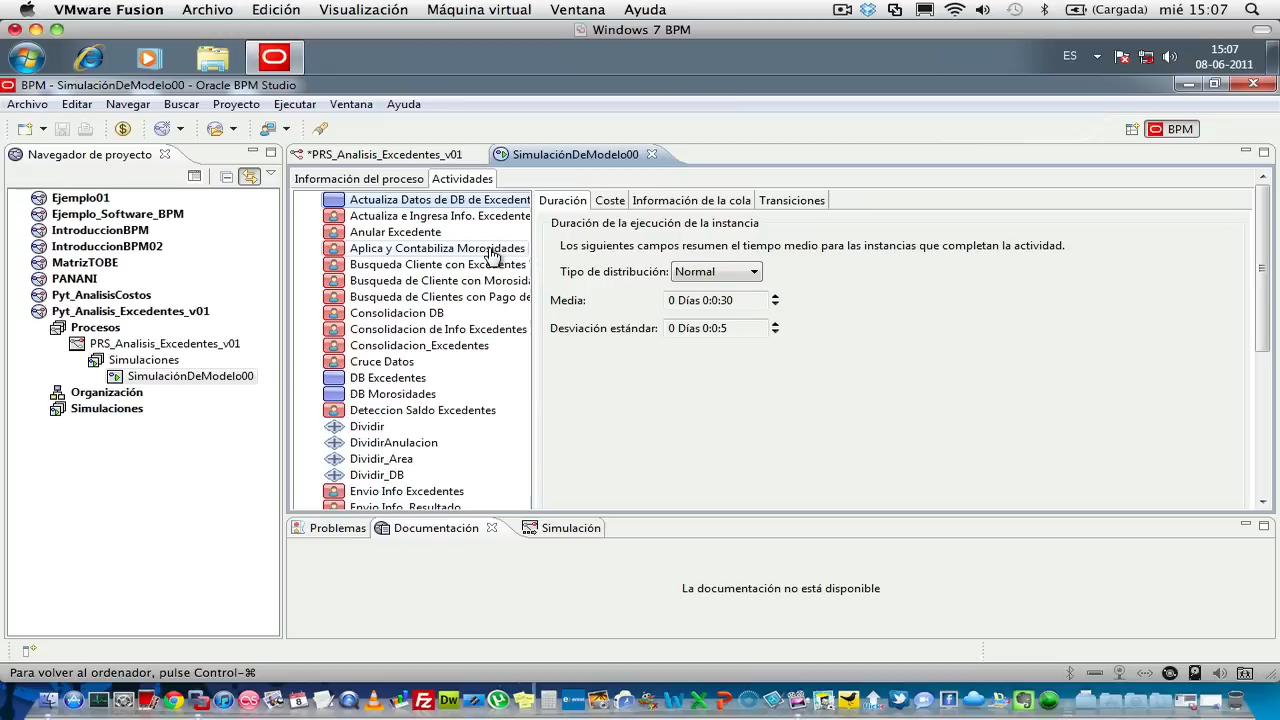 VMware Fusion Archivo Edición Visualización Máquina virtual Ventana Ayuda (Cargada) mié 15:07
Windows 7 BPM
ES 15:07
08-06-2011
BPM - SimulaciónDeModelo00 - Oracle BPM Studio
Archivo Editar Navegar Buscar Proyecto Ejecutar Ventana Ayuda
BPM
Navegador de proyecto
*PRS_Analisis_Excedentes_v01 SimulaciónDeModelo00
Información del proceso Actividades
Ejemplo01
Ejemplo_Software_BPM
IntroduccionBPM
IntroduccionBPM02
MatrizTOBE
PANANI
Pyt_AnalisisCostos
Pyt_Analisis_Excedentes_v01
Procesos
PRS_Analisis_Excedentes_v01
Simulaciones
SimulaciónDeModelo00
Organización
Simulaciones
Actualiza Datos de DB de Excedent
Actualiza e Ingresa Info. Excedente
Anular Excedente
Aplica y Contabiliza Morosidades
Busqueda Cliente con Excedentes
Busqueda de Cliente con Morosida
Busqueda de Clientes con Pago de
Consolidacion DB
Consolidacion de Info Excedentes
Consolidacion_Excedentes
Cruce Datos
DB Excedentes
DB Morosidades
Deteccion Saldo Excedentes
Dividir
DividirAnulacion
Dividir_Area
Dividir_DB
Envio Info Excedentes
Envio Info. Resultado
Duración Coste Información de la cola Transiciones
Duración de la ejecución de la instancia
Los siguientes campos resumen el tiempo medio para las instancias que completan la actividad.
Tipo de distribución: Normal
Media: 0 Días 0:0:30
Desviación estándar: 0 Días 0:0:5
Problemas Documentación Simulación
La documentación no está disponible
Para volver al ordenador, pulse Control-⌘